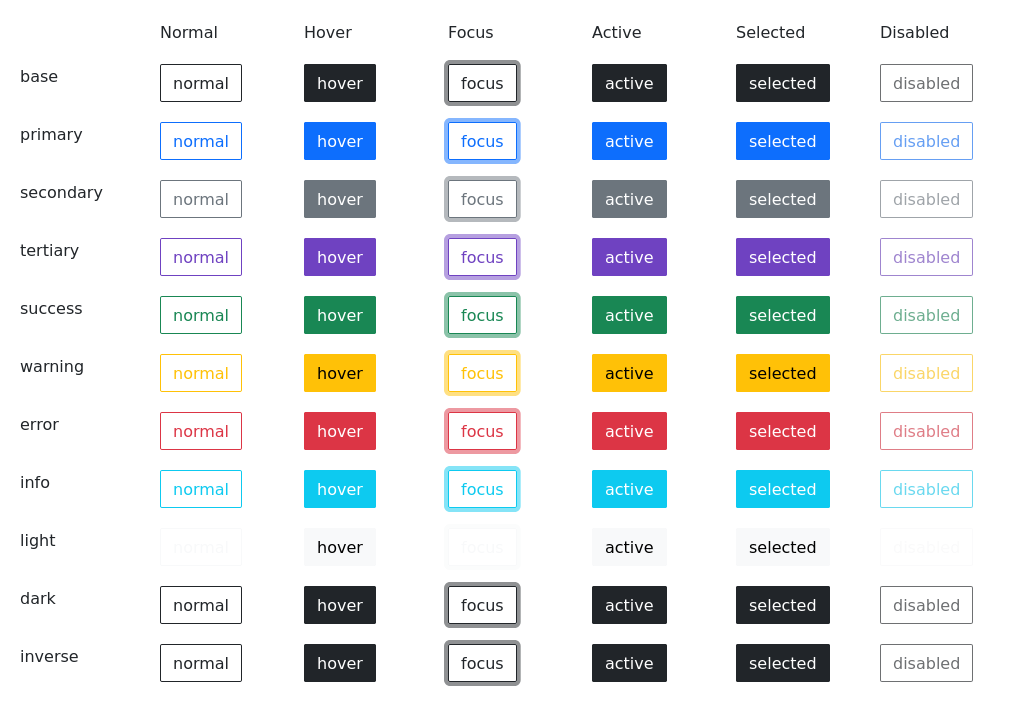 Normal Hover Focus Active Selected Disabled
base normal hover focus active selected disabled
primary normal hover focus active selected disabled
secondary normal hover focus active selected disabled
tertiary normal hover focus active selected disabled
success normal hover focus active selected disabled
warning normal hover focus active selected disabled
error normal hover focus active selected disabled
info normal hover focus active selected disabled
light normal hover focus active selected disabled
dark normal hover focus active selected disabled
inverse normal hover focus active selected disabled